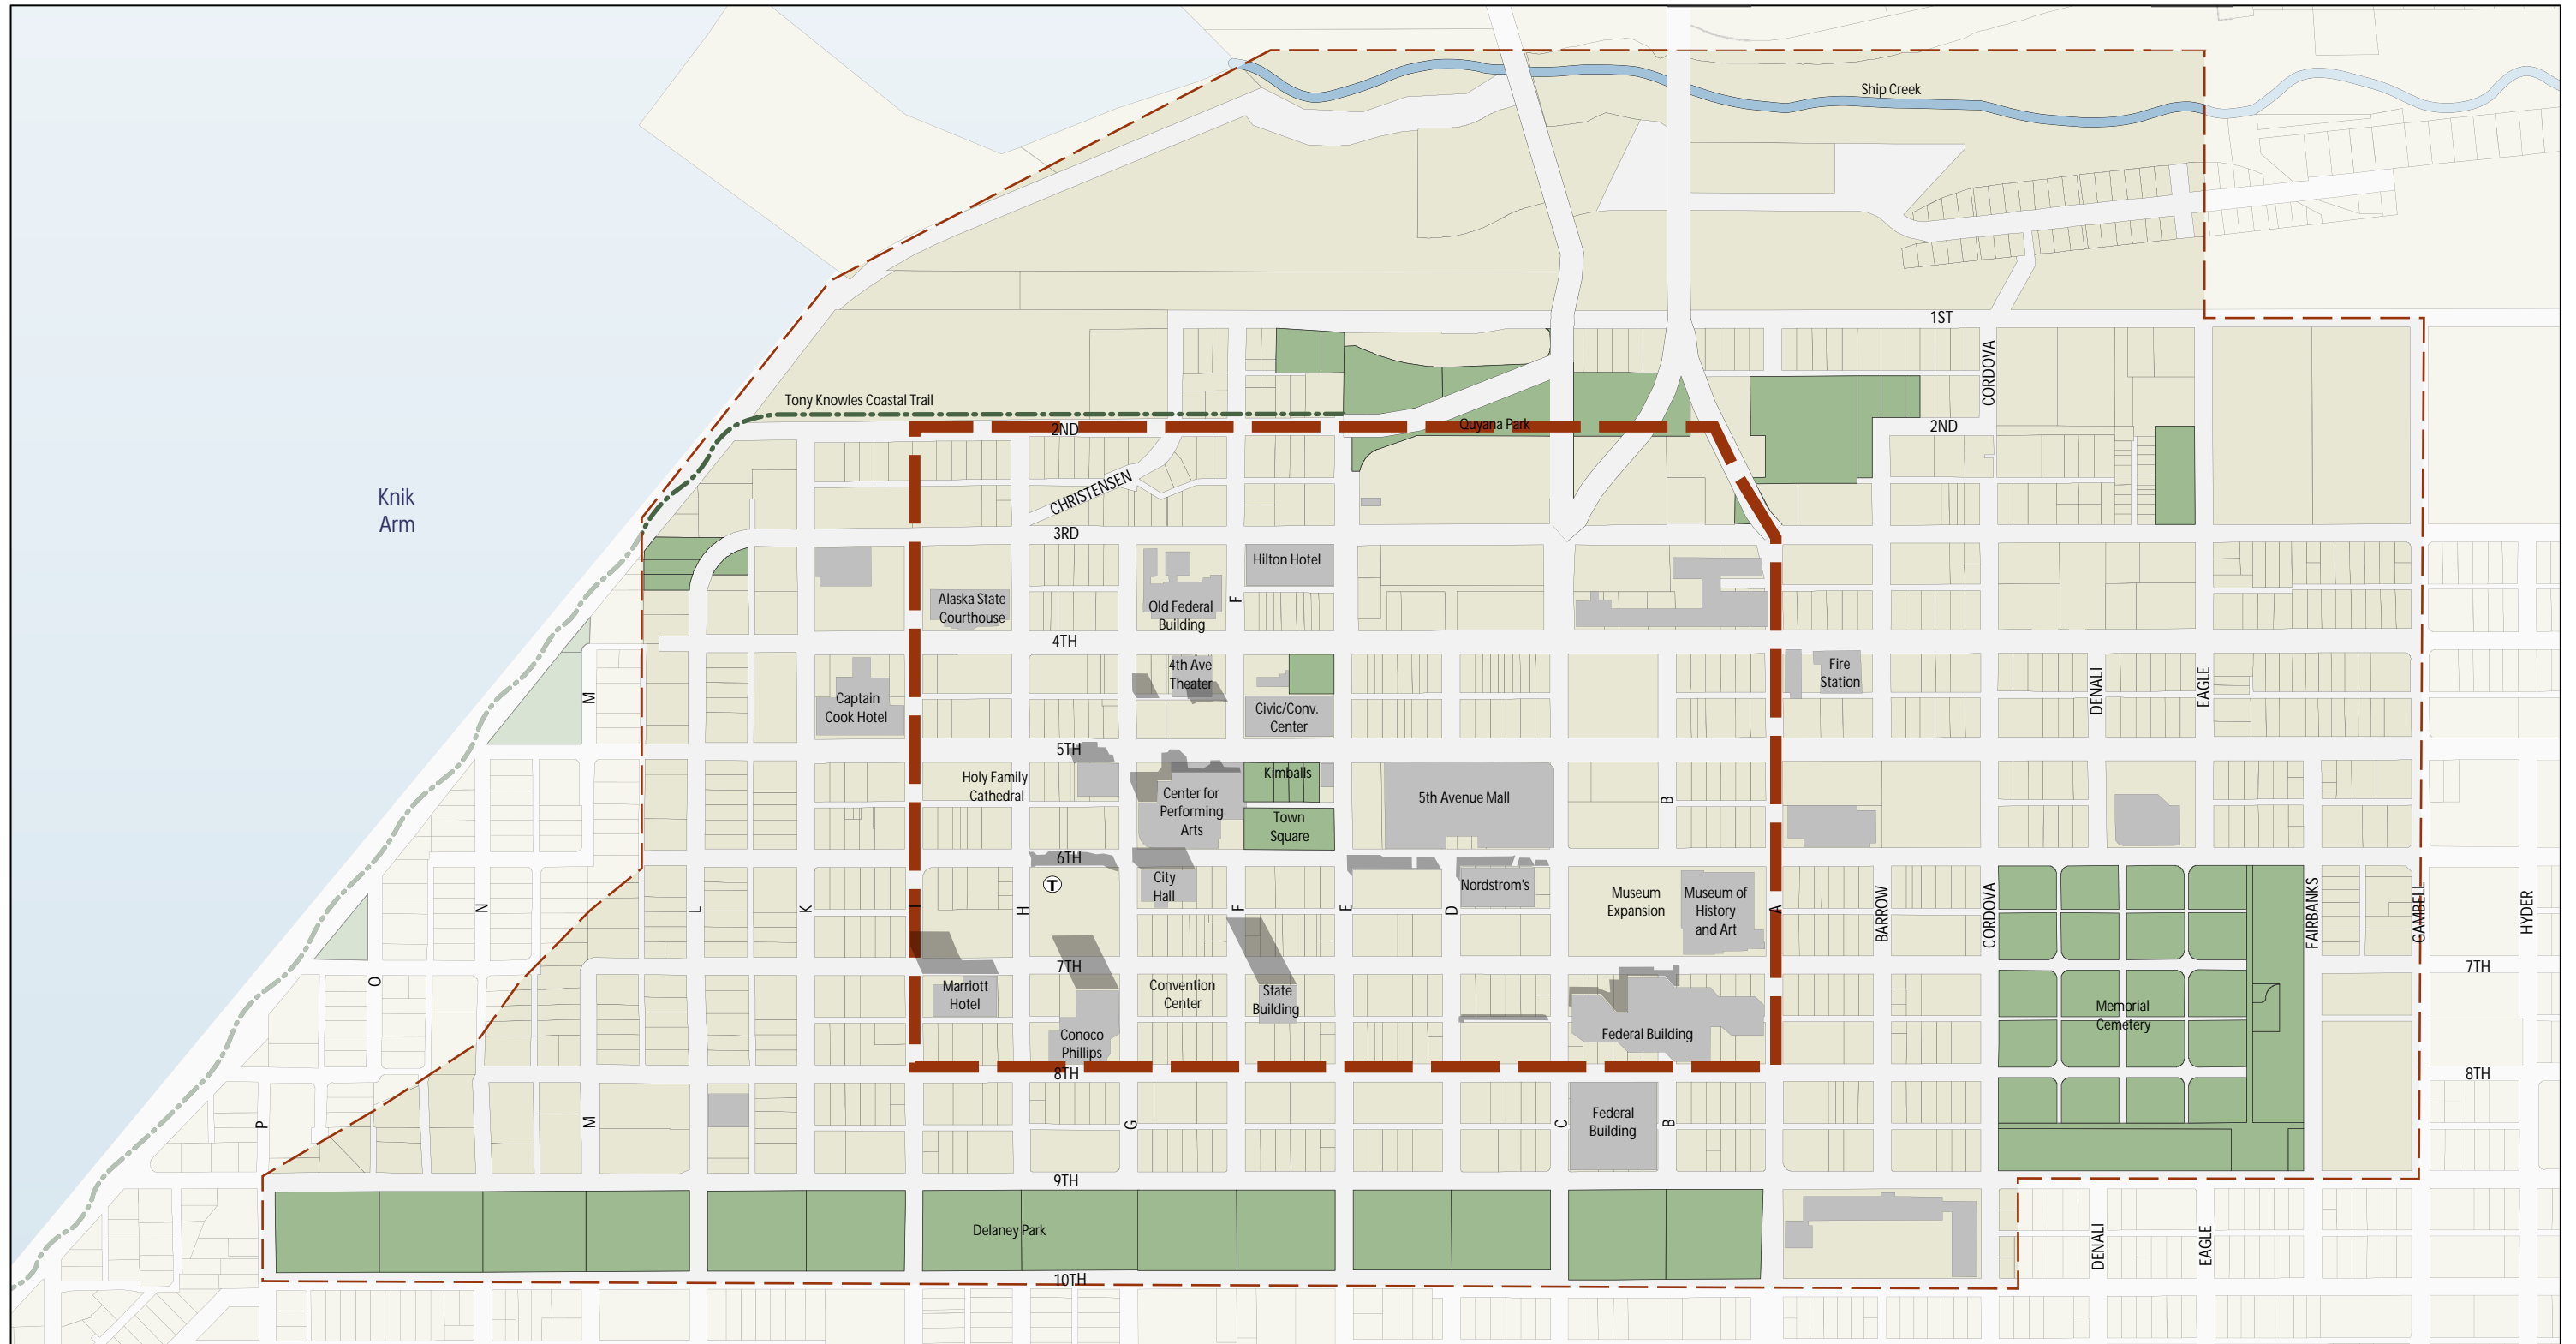 Ship Creek
1ST
CORDOVA
Tony Knowles Coastal Trail
2ND
Quyana Park
2ND
Knik
Arm
CHRISTENSEN
3RD
Hilton Hotel
Alaska State
Courthouse
Old Federal
Building
F
4TH
4th Ave
Theater
Fire
Station
M
Captain
Cook Hotel
Civic/Conv.
Center
DENALI
EAGLE
5TH
Holy Family
Cathedral
Kimballs
Center for
Performing
Arts
5th Avenue Mall
B
Town
Square
6TH
T
City
Hall
Nordstrom's
Museum
Expansion
Museum of
History
and Art
N
L
K
I
H
F
E
D
A
BARROW
CORDOVA
FAIRBANKS
GAMBELL
HYDER
7TH
7TH
O
Marriott
Hotel
Convention
Center
State
Building
Memorial
Cemetery
Conoco
Phillips
Federal Building
8TH
8TH
P
M
G
C
Federal
Building
B
9TH
Delaney Park
DENALI
EAGLE
10TH